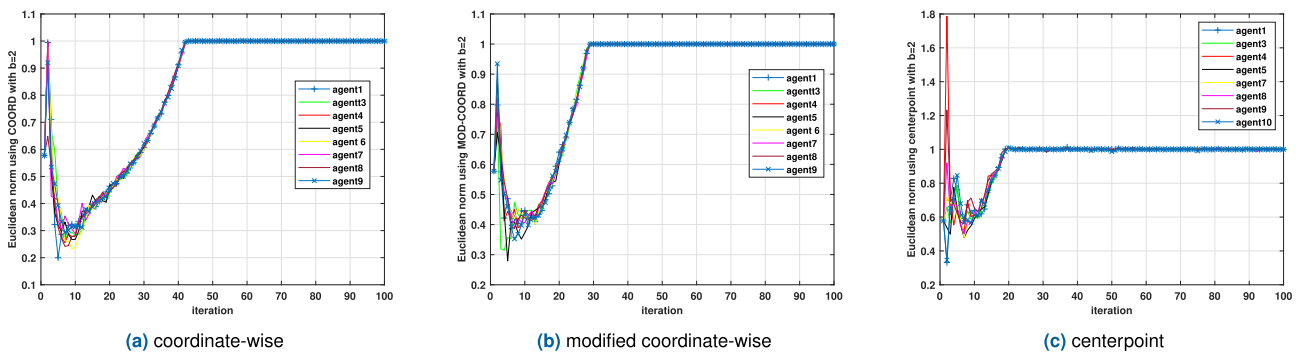 Euclidean norm using COORD with b=2
1.1
1
0.9
0.8
0.7
0.6
0.5
0.4
0.3
0.2
0.1
0 10 20 30 40 50 60 70 80 90 100
iteration
agent1
agentt3
agent4
agent5
agent 6
agent7
agent8
agent9
(a) coordinate-wise
Euclidean norm using MOD-COORD with b=2
1.1
1
0.9
0.8
0.7
0.6
0.5
0.4
0.3
0.2
0 10 20 30 40 50 60 70 80 90 100
iteration
agent1
agentt3
agent4
agent5
agent 6
agent7
agent8
agent9
(b) modified coordinate-wise
Euclidean norm using centerpoint with b=2
1.8
1.6
1.4
1.2
1
0.8
0.6
0.4
0.2
0 10 20 30 40 50 60 70 80 90 100
iteration
agent1
agent3
agent4
agent5
agent7
agent8
agent9
agent10
(c) centerpoint